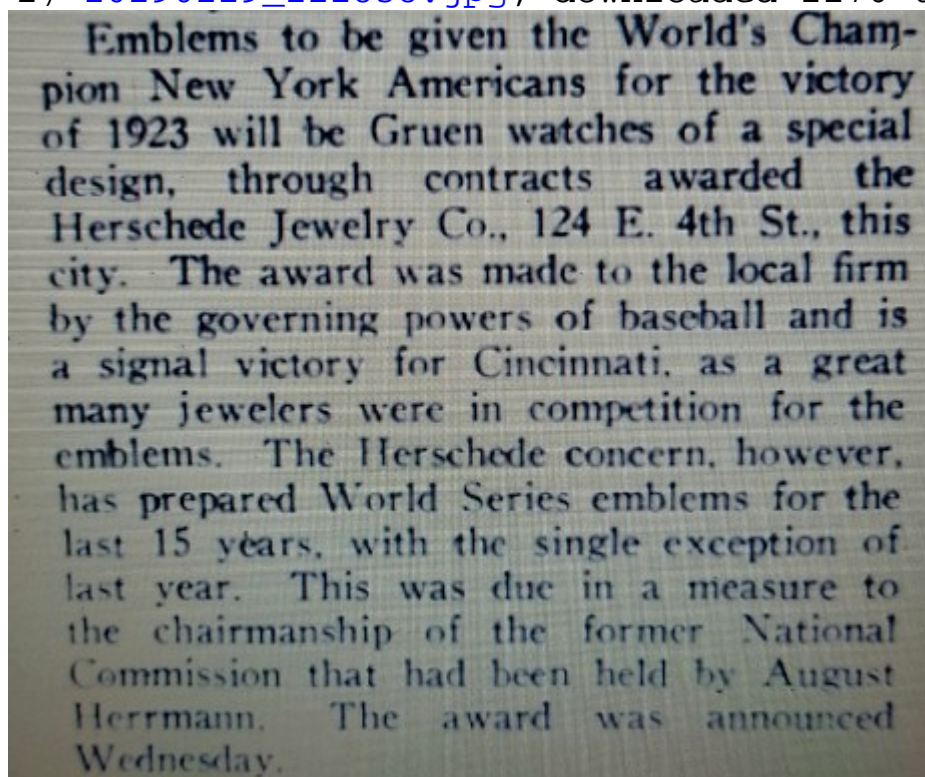 Emblems to be given the World's Cham-
pion New York Americans for the victory
of 1923 will be Gruen watches of a special
design, through contracts awarded the
Herschede Jewelry Co., 124 E. 4th St., this
city. The award was made to the local firm
by the governing powers of baseball and is
a signal victory for Cincinnati, as a great
many jewelers were in competition for the
emblems. The Herschede concern, however,
has prepared World Series emblems for the
last 15 years, with the single exception of
last year. This was due in a measure to
the chairmanship of the former National
Commission that had been held by August
Herrmann. The award was announced
Wednesday.